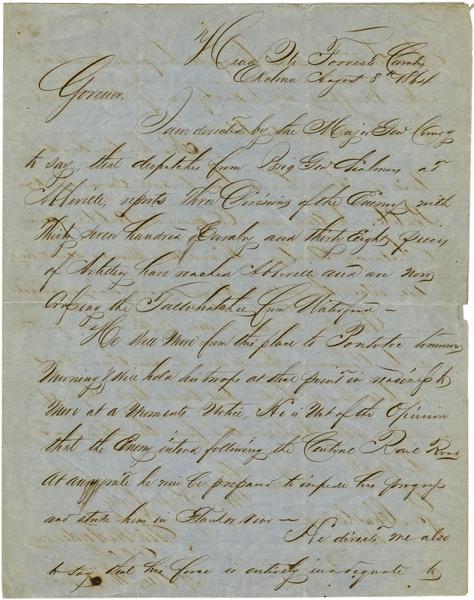 Head Qrs Forrests Cavalry
Okolona August 8th 1864
Governor,
I am directed by the Major Genl Comdg
to say, that dispatches from Brig Genl Chalmers at
Abbeville, reports Three Divisions of the Enemy with
thirty seven hundred Cavalry and thirty Eight pieces
of Artillery have reached Abbeville and are now
Crossing the Tallahatchie from Waterford —
He will move from this place to Pontotoc tomorrow
Morning & will hold his troops at that point in readiness to
Move at a moments Notice, He is Not of the Opinion
that the Enemy intend following the Central Rail Road
At any rate he will be prepared to impede his progress
and strike him in Flank or rear —
He directs me also
to say that his force is entirely inadequate to